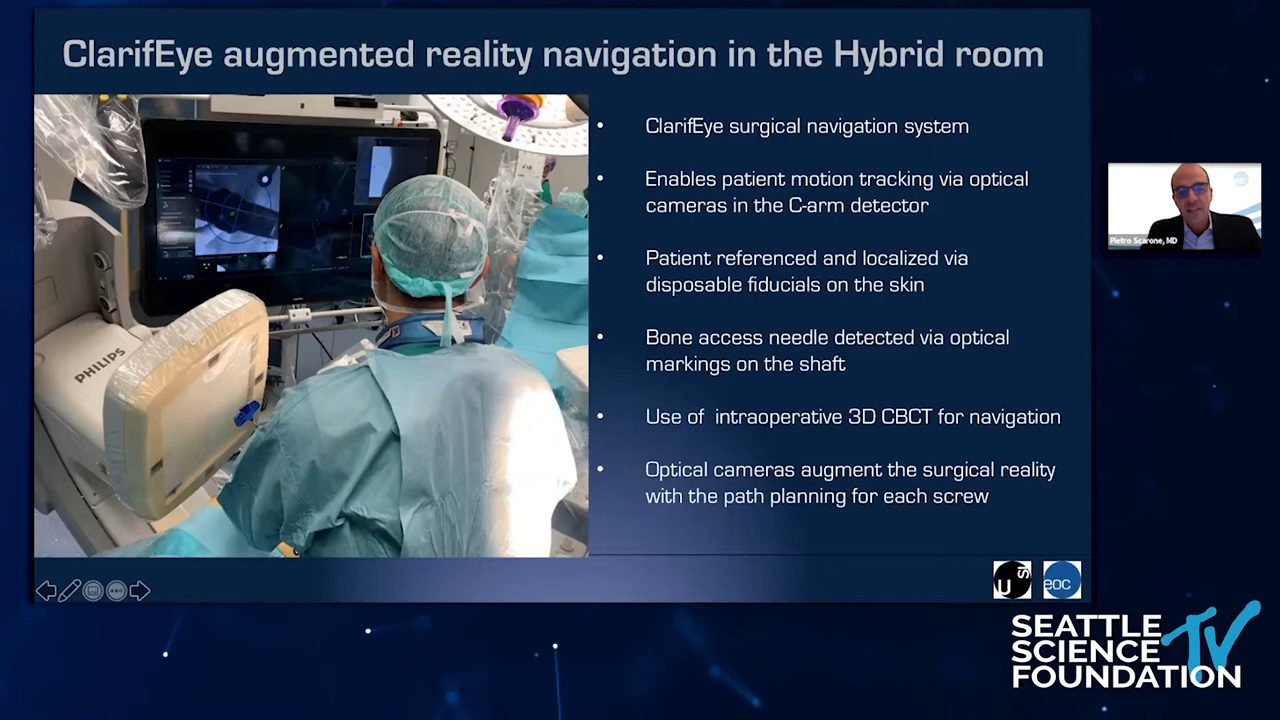 ClarifEye augmented reality navigation in the Hybrid room
• ClarifEye surgical navigation system
• Enables patient motion tracking via optical
cameras in the C-arm detector
• Patient referenced and localized via
disposable fiducials on the skin
• Bone access needle detected via optical
markings on the shaft
• Use of intraoperative 3D CBCT for navigation
• Optical cameras augment the surgical reality
with the path planning for each screw
PHILIPS
Pietro Scarone, MD
U
SI
eoc
SEATTLE
SCIENCE
FOUNDATION
TV